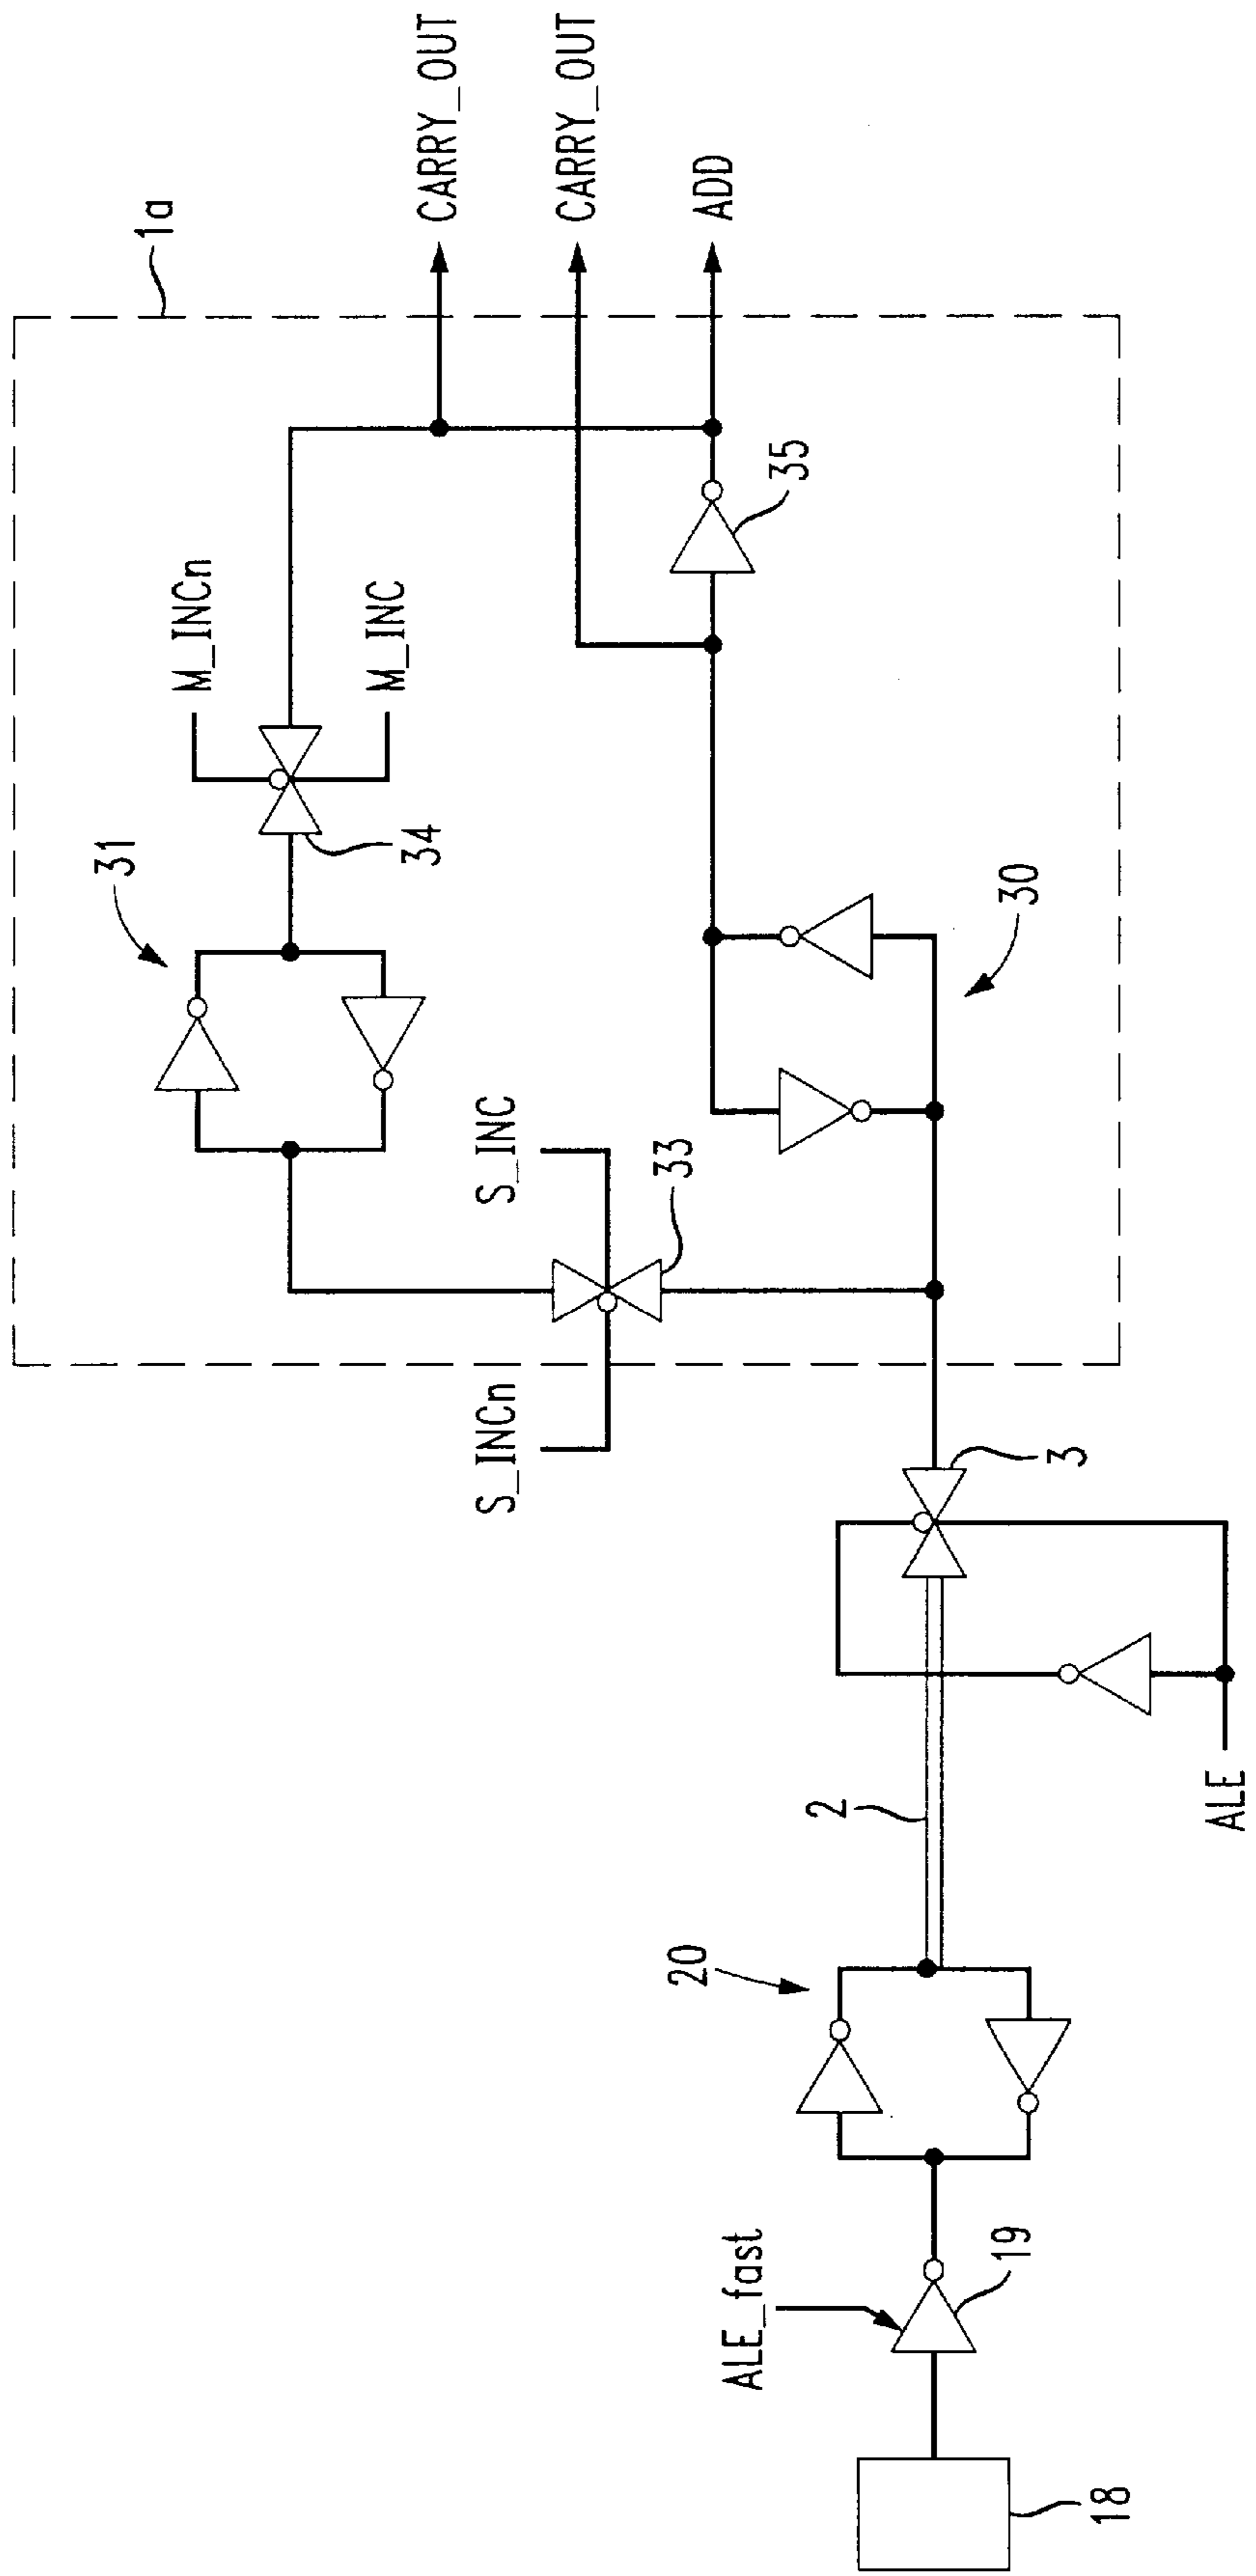 1a
CARRY_OUT
CARRY_OUT
ADD
M_INCn
M_INC
31
34
35
30
S_INC
S_INCn
33
3
2
ALE
20
ALE_fast
19
18